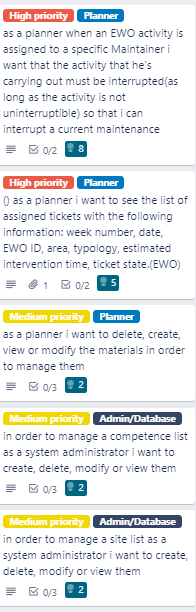 High priority Planner
as a planner when an EWO activity is
assigned to a specific Maintainer i
want that the activity that he's
carrying out must be interrupted(as
long as the activity is not
uninterruptible) so that i can
interrupt a current maintenance
0/2 8
High priority Planner
() as a planner i want to see the list of
assigned tickets with the following
information: week number, date,
EWO ID, area, typology, estimated
intervention time, ticket state.(EWO)
1 0/2 5
Medium priority Planner
as a planner i want to delete, create,
view or modify the materials in order
to manage them
0/3 2
Medium priority Admin/Database
in order to manage a competence list
as a system administrator i want to
create, delete, modify or view them
0/3 2
Medium priority Admin/Database
in order to manage a site list as a
system administrator i want to create,
delete, modify or view them
0/3 2